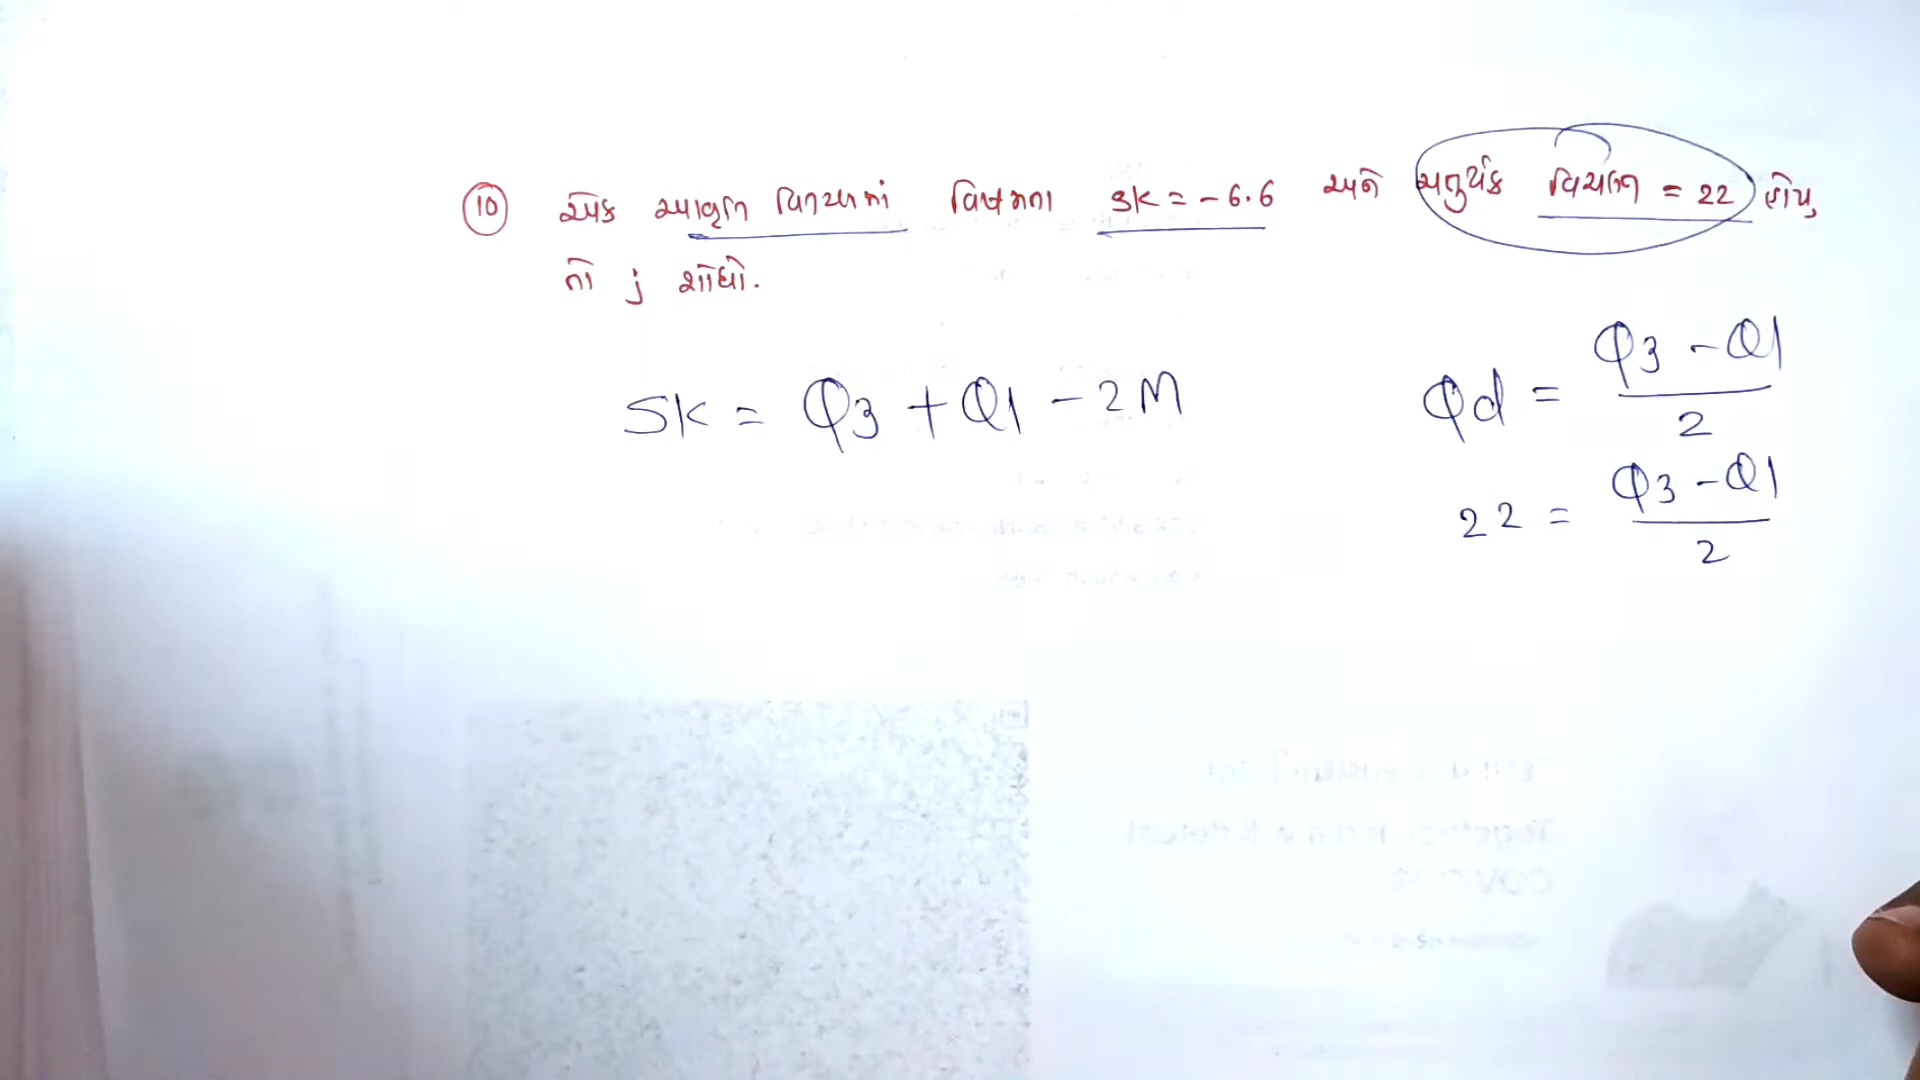 10 એક આવૃત્તિ વિતરણમાં વિષમતા SK = -6.6 અને ચતુર્થક વિચલન = 22 હોય,
તો j શોધો.
SK = Q3 + Q1 - 2M
Qd = Q3 - Q1 / 2
22 = Q3 - Q1 / 2